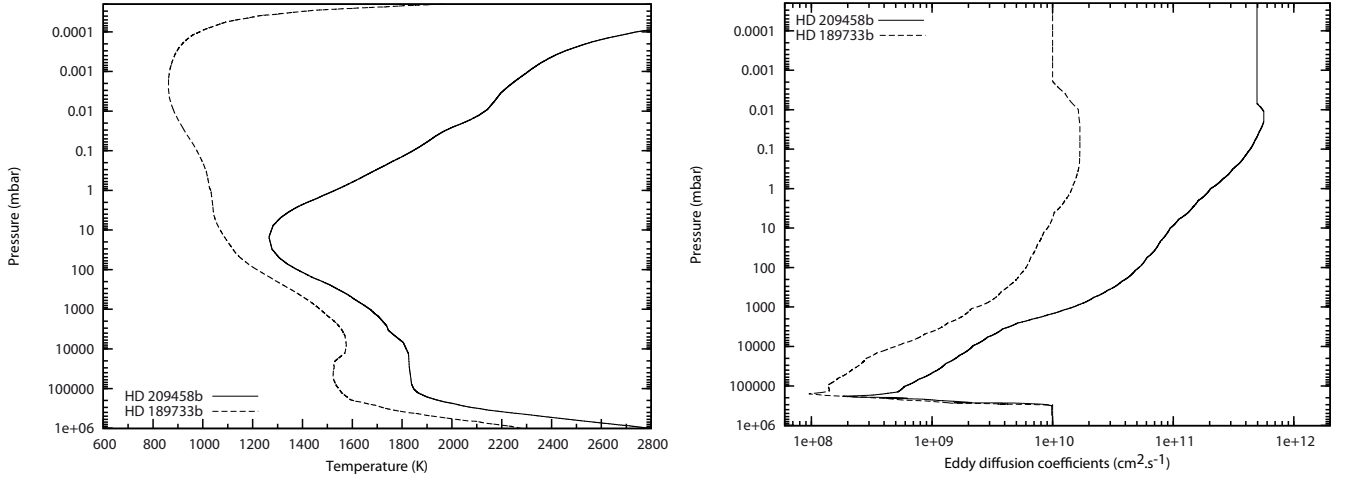 0.0001
0.001
0.01
0.1
1
10
100
1000
10000
100000
1e+06
Pressure (mbar)
HD 209458b
HD 189733b
600 800 1000 1200 1400 1600 1800 2000 2200 2400 2600 2800
Temperature (K)
HD 209458b
HD 189733b
0.0001
0.001
0.01
0.1
1
10
100
1000
10000
100000
1e+06
Pressure (mbar)
1e+08 1e+09 1e+10 1e+11 1e+12
Eddy diffusion coefficients (cm².s⁻¹)